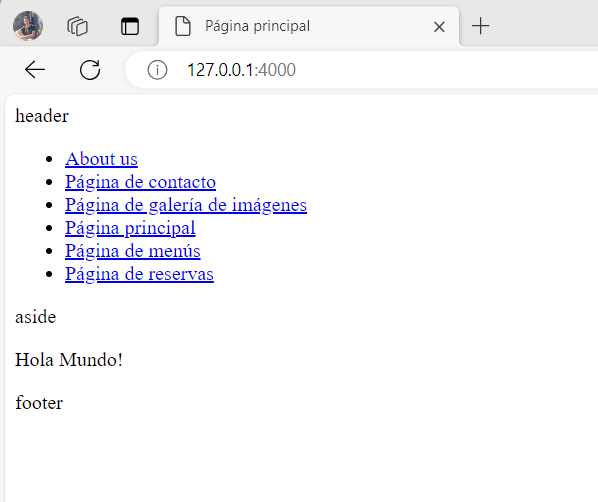 Página principal
127.0.0.1:4000
header
About us
Página de contacto
Página de galería de imágenes
Página principal
Página de menús
Página de reservas
aside
Hola Mundo!
footer